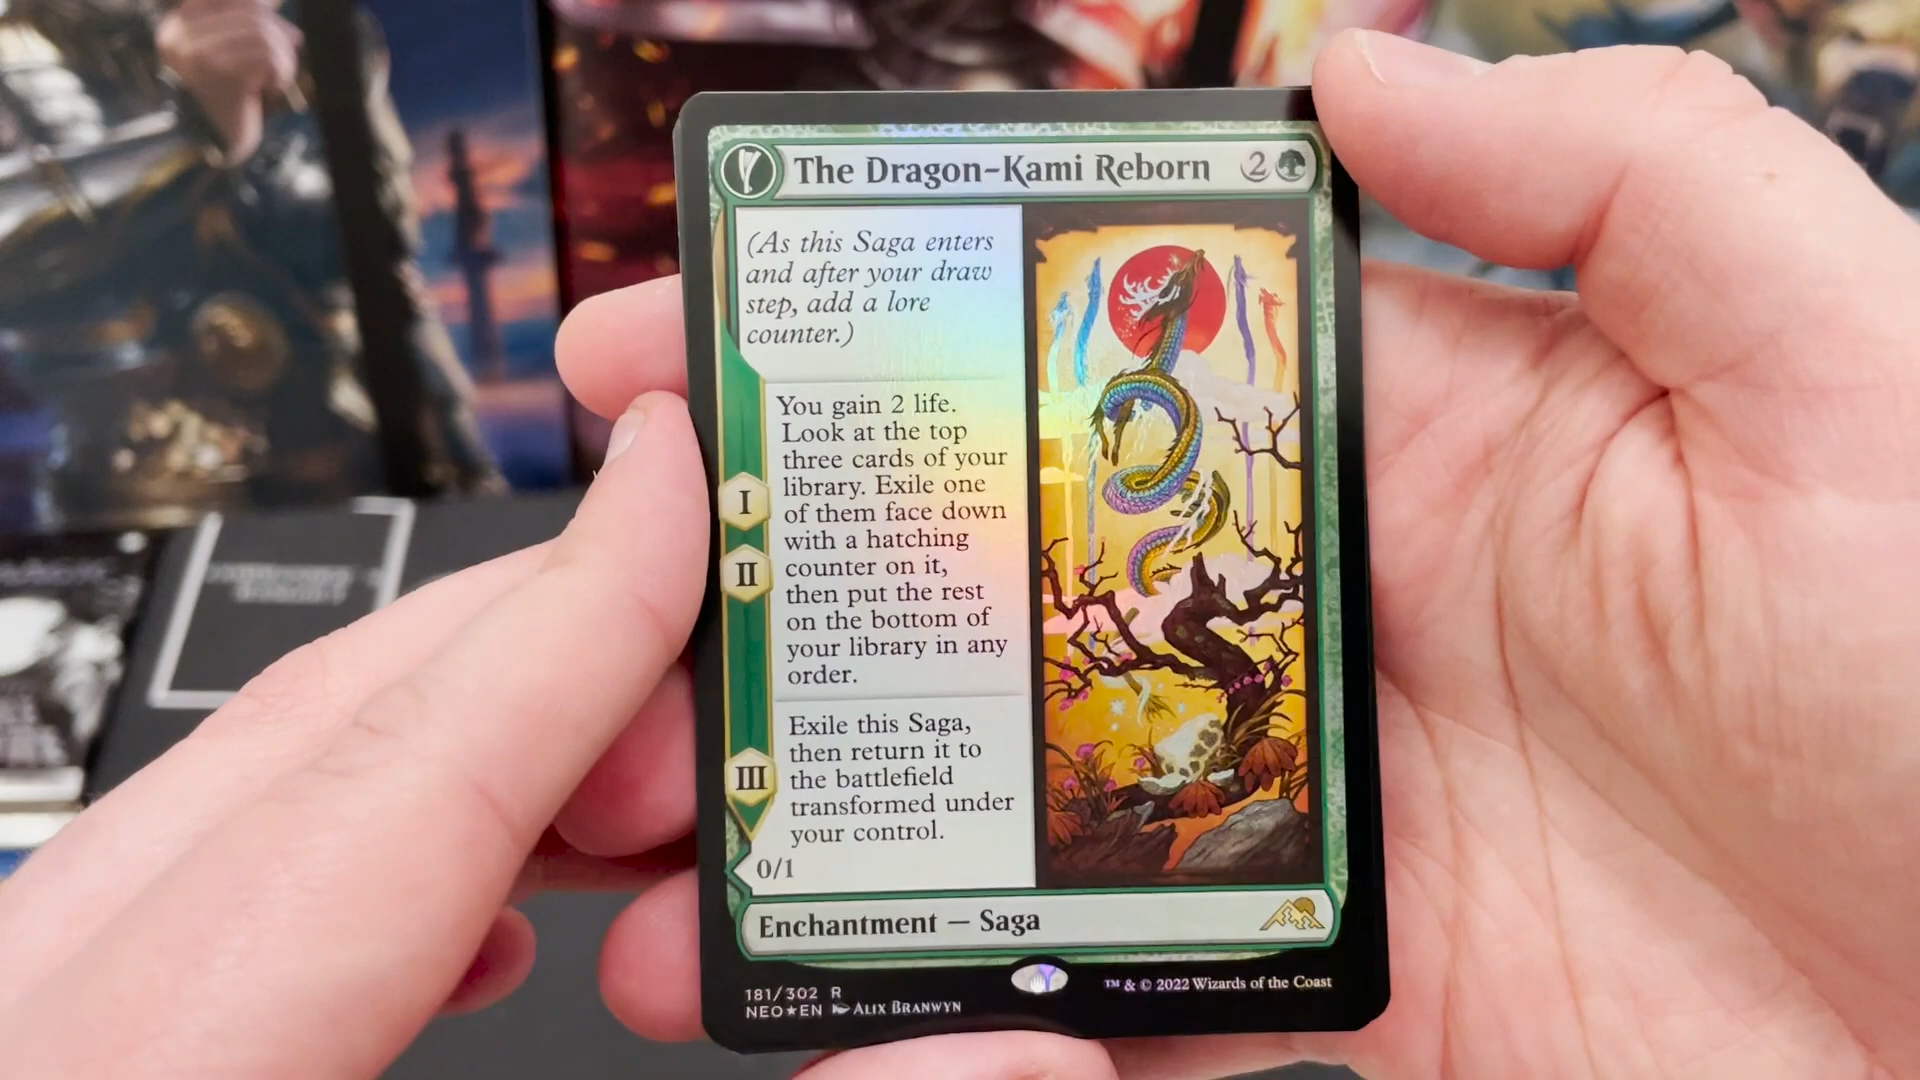 The Dragon-Kami Reborn 2
(As this Saga enters
and after your draw
step, add a lore
counter.)
You gain 2 life.
Look at the top
three cards of your
library. Exile one
of them face down
with a hatching
counter on it,
then put the rest
on the bottom of
your library in any
order.
I
II
Exile this Saga,
then return it to
the battlefield
transformed under
your control.
III
0/1
Enchantment — Saga
181/302 R
NEO★EN ALIX BRANWYN
™ & © 2022 Wizards of the Coast